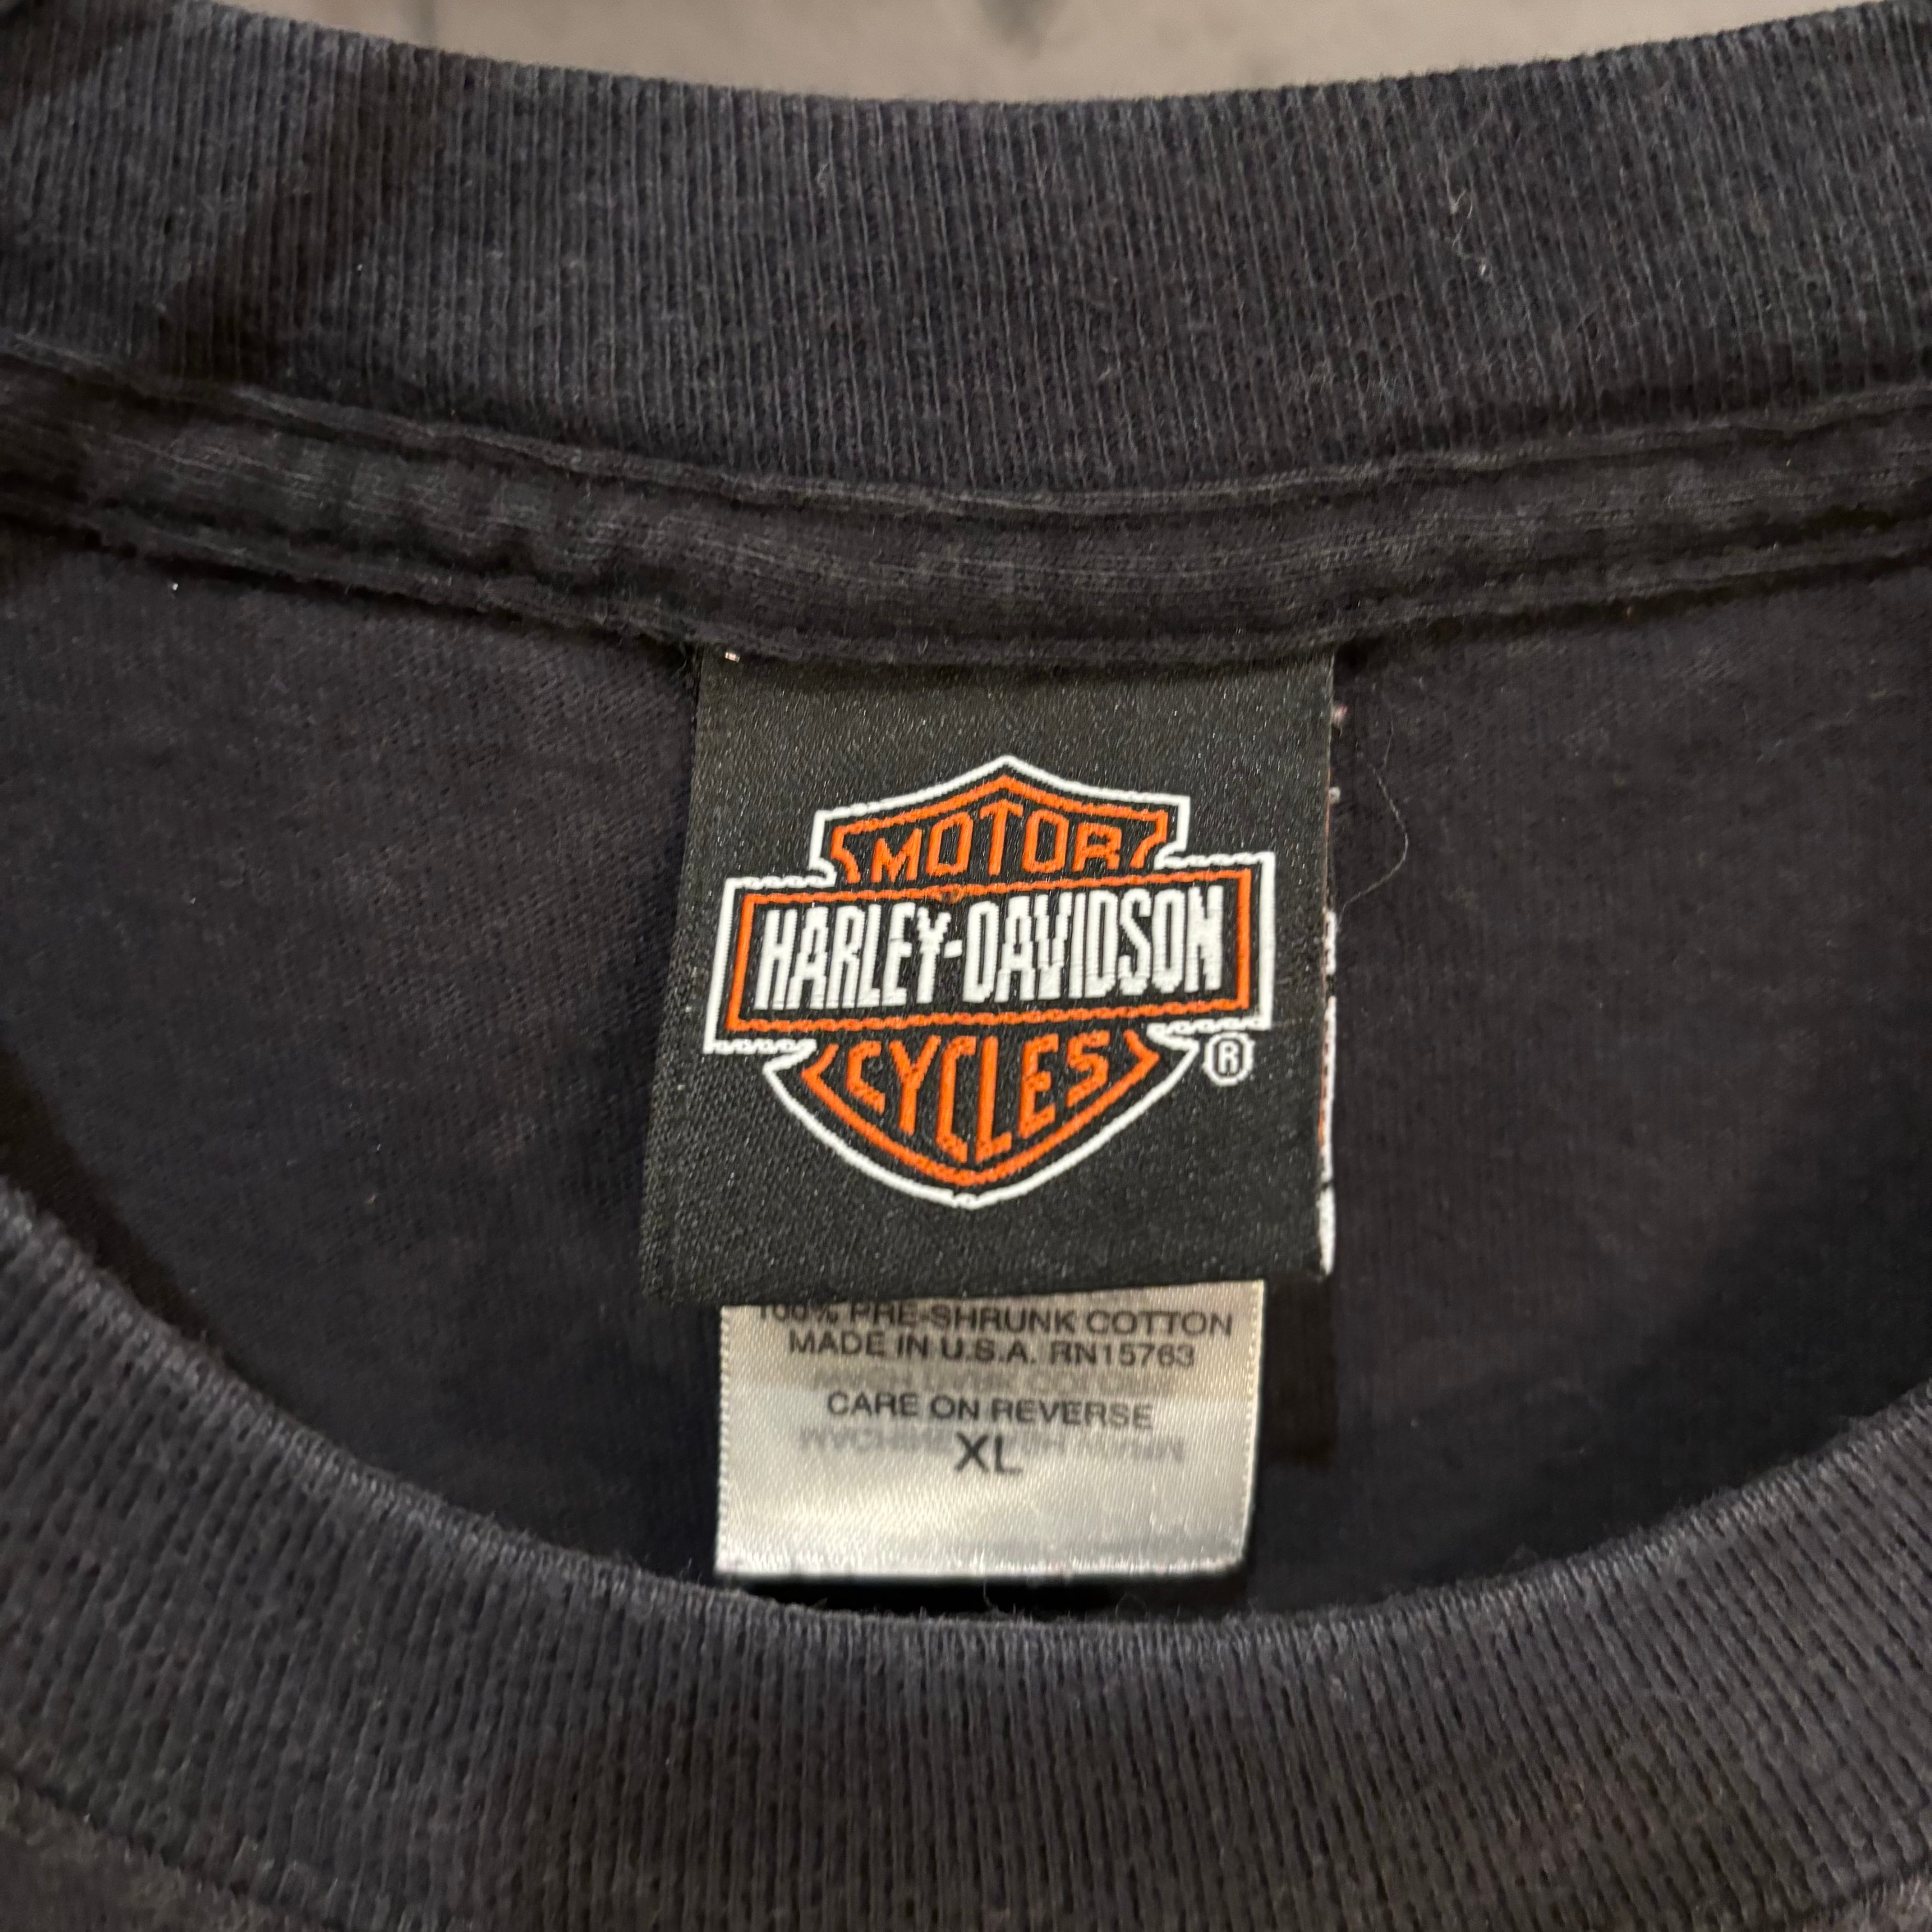 MOTOR
HARLEY-DAVIDSON
CYCLES
®
100% PRE-SHRUNK COTTON
MADE IN U.S.A. RN15763
CARE ON REVERSE
XL